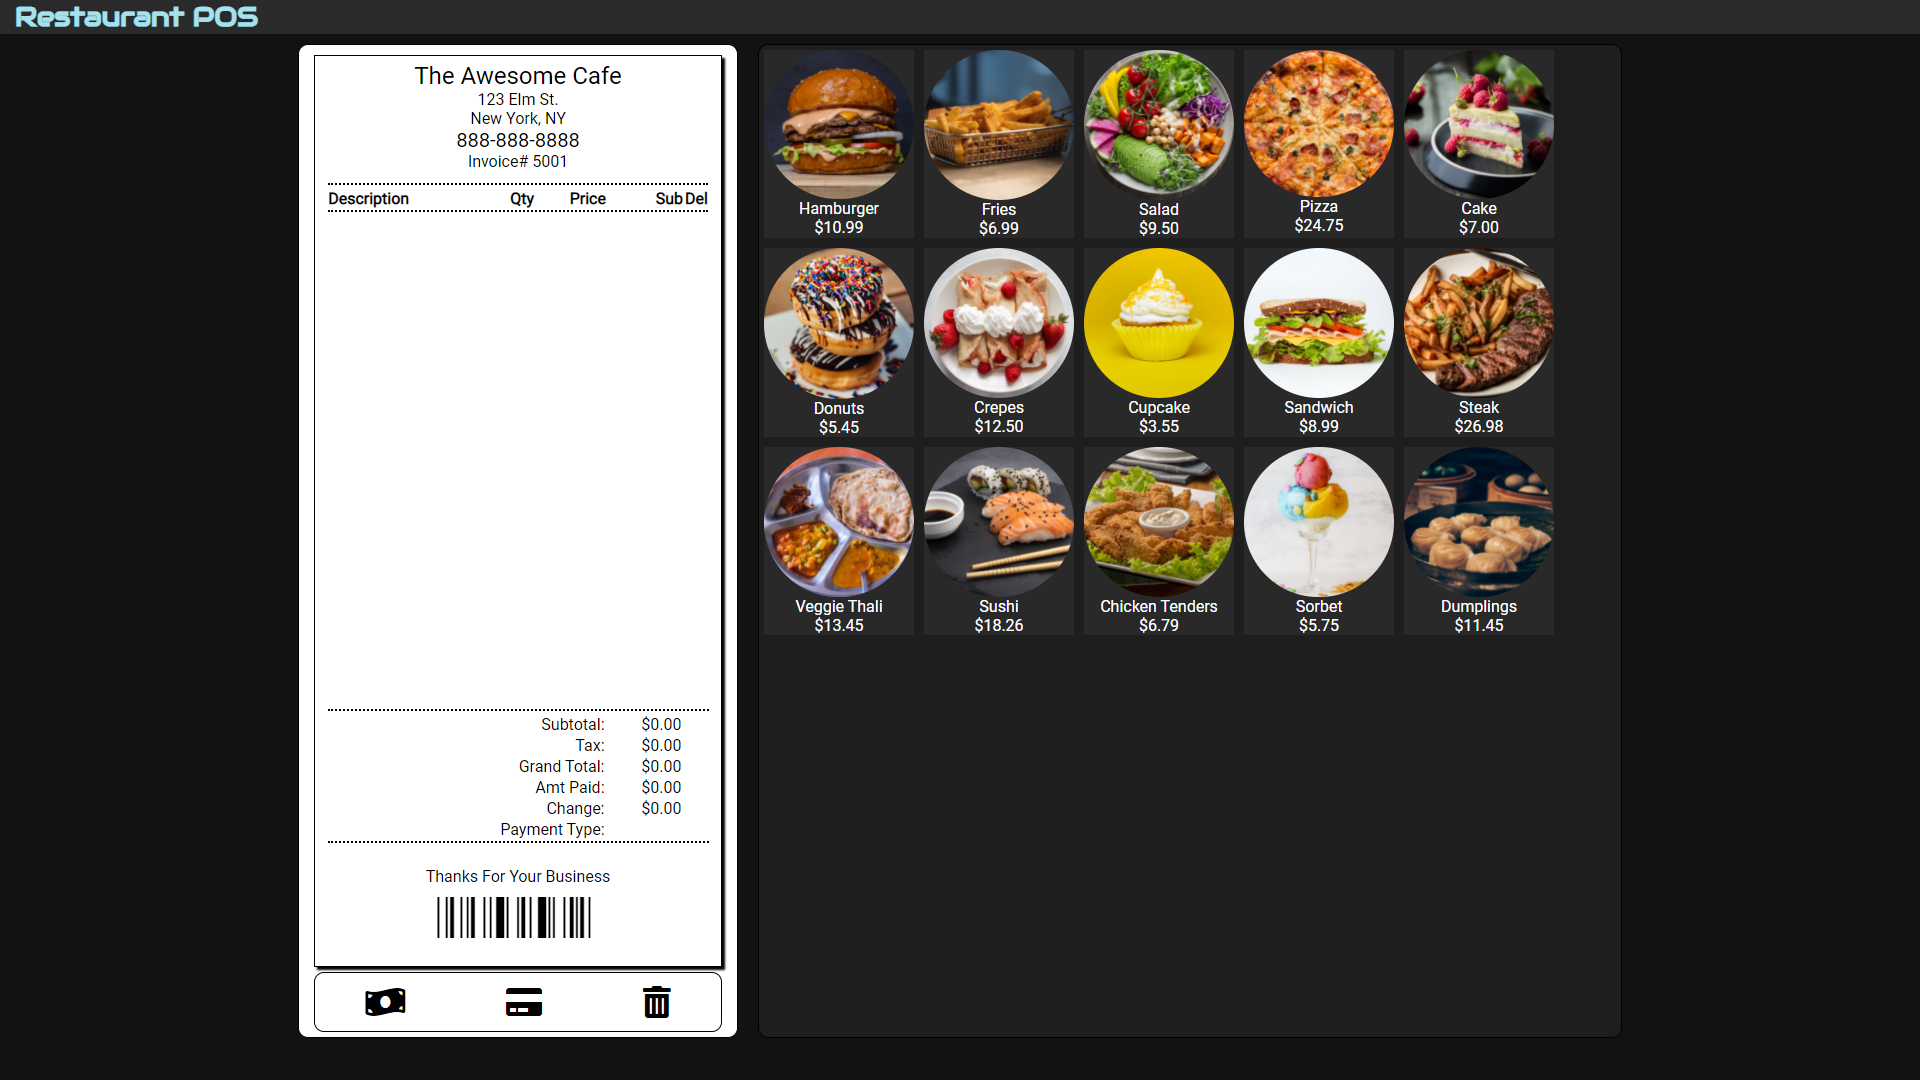 Restaurant POS
The Awesome Cafe
123 Elm St.
New York, NY
888-888-8888
Invoice# 5001
Description Qty Price Sub Del
Subtotal: $0.00
Tax: $0.00
Grand Total: $0.00
Amt Paid: $0.00
Change: $0.00
Payment Type:
Thanks For Your Business
Hamburger
$10.99
Fries
$6.99
Salad
$9.50
Pizza
$24.75
Cake
$7.00
Donuts
$5.45
Crepes
$12.50
Cupcake
$3.55
Sandwich
$8.99
Steak
$26.98
Veggie Thali
$13.45
Sushi
$18.26
Chicken Tenders
$6.79
Sorbet
$5.75
Dumplings
$11.45